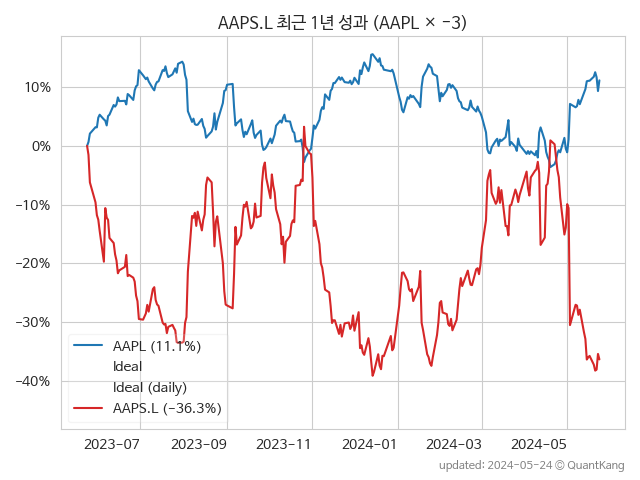 AAPS.L 최근 1년 성과 (AAPL × −3)
10%
0%
−10%
−20%
−30%
−40%
AAPL (11.1%)
Ideal
Ideal (daily)
AAPS.L (−36.3%)
2023-07
2023-09
2023-11
2024-01
2024-03
2024-05
updated: 2024-05-24 © QuantKang